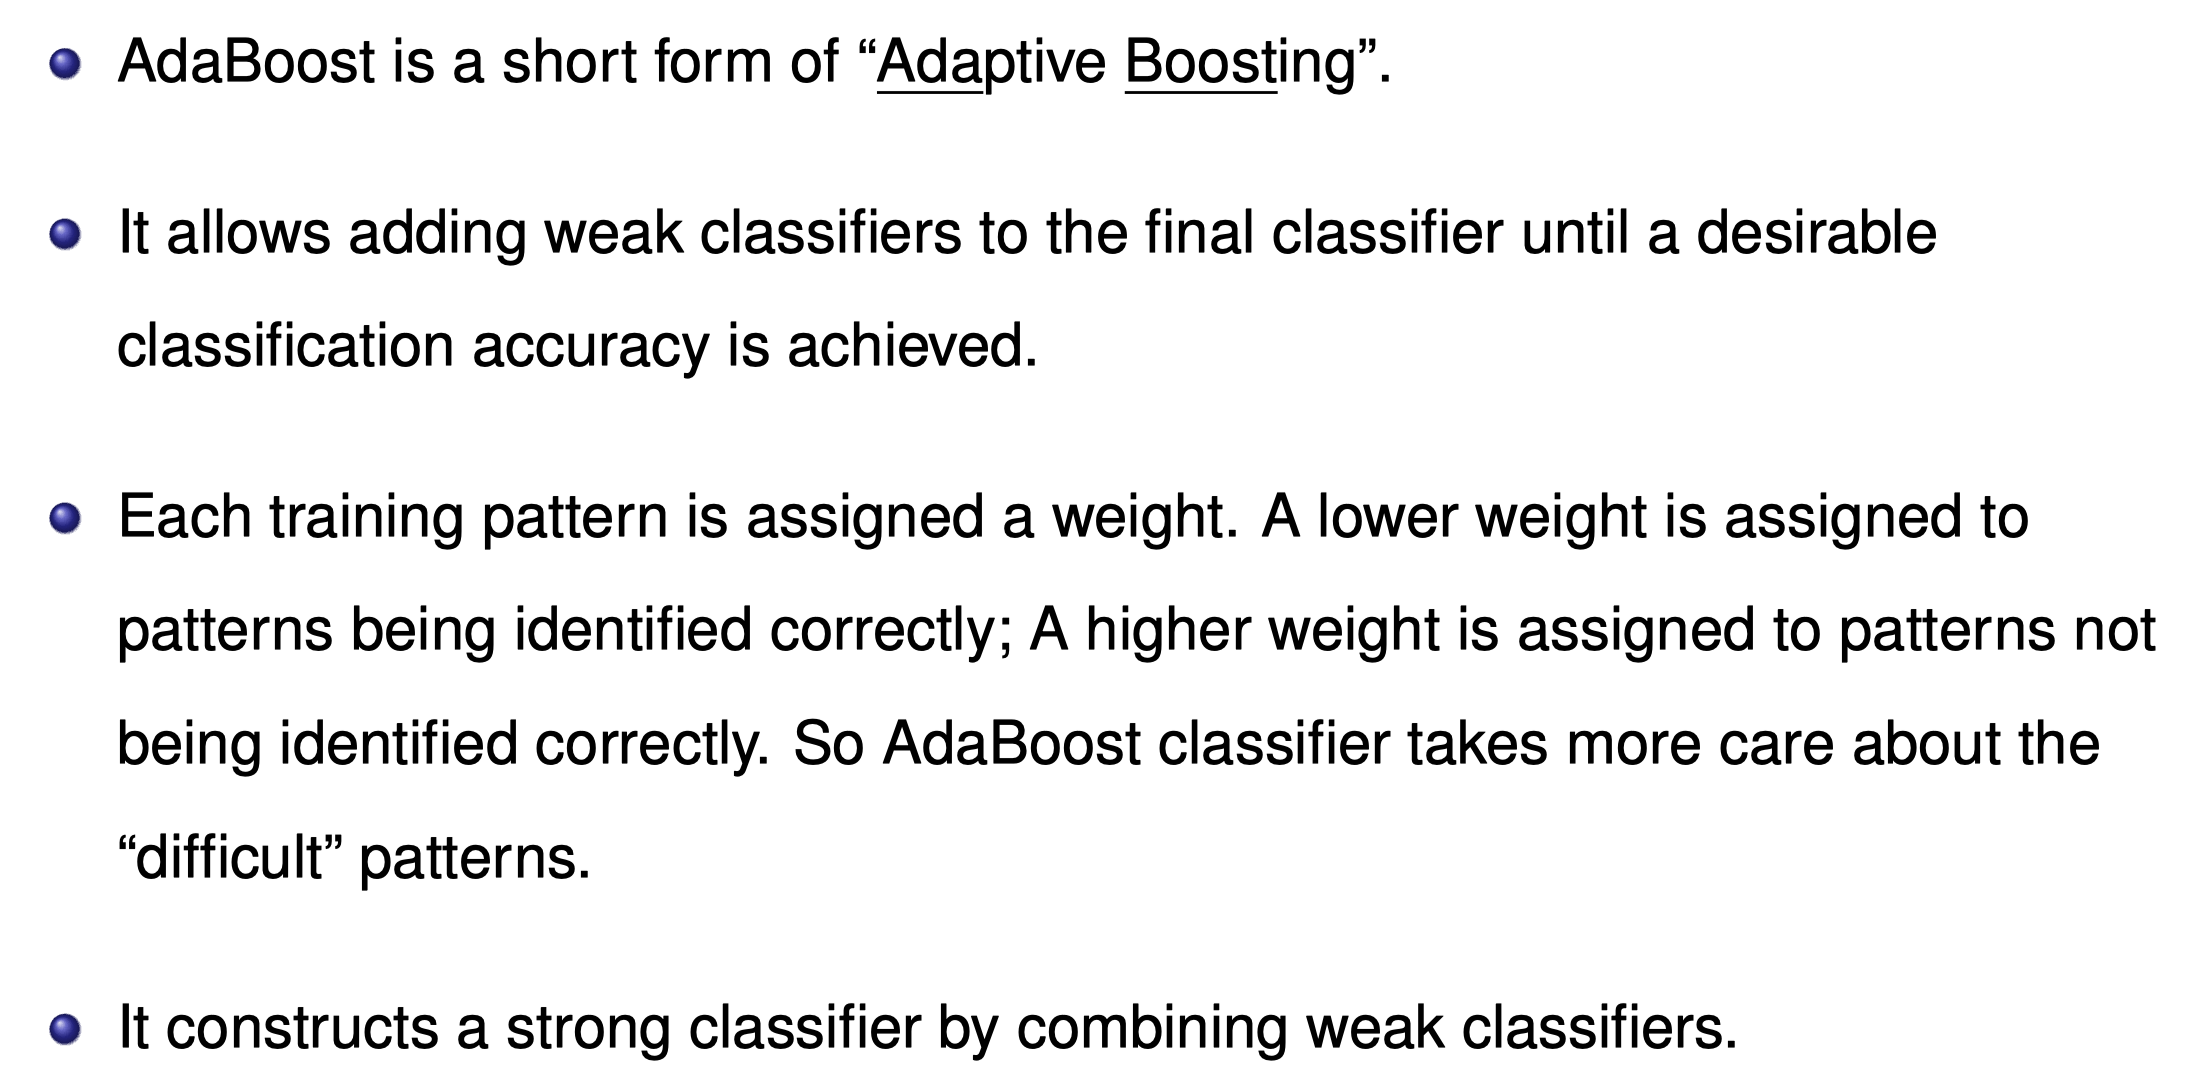 AdaBoost is a short form of “Adaptive Boosting”.
It allows adding weak classifiers to the final classifier until a desirable
classification accuracy is achieved.
Each training pattern is assigned a weight. A lower weight is assigned to
patterns being identified correctly; A higher weight is assigned to patterns not
being identified correctly. So AdaBoost classifier takes more care about the
“difficult” patterns.
It constructs a strong classifier by combining weak classifiers.